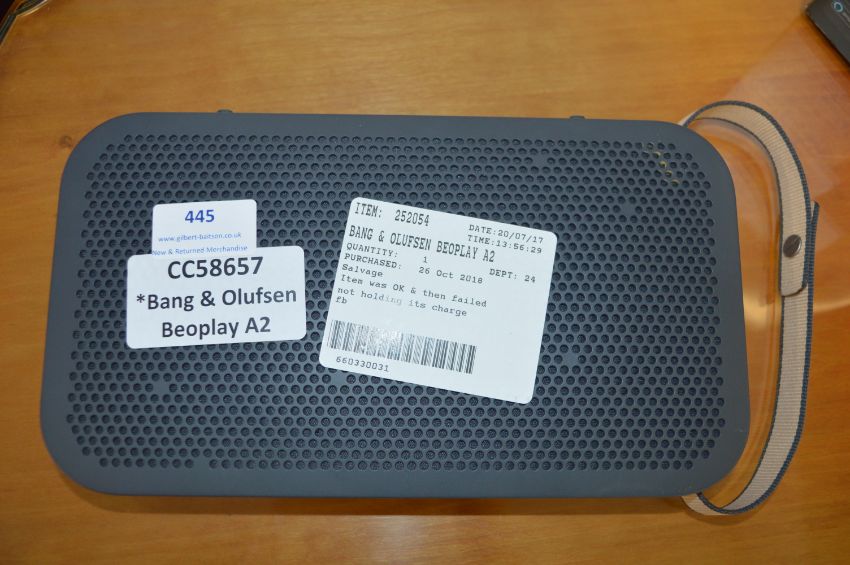 445
www.gilbert-baitson.co.uk
New & Returned Merchandise
CC58657
*Bang & Olufsen
Beoplay A2
ITEM: 252054
DATE:20/07/17
TIME:13:56:29
BANG & OLUFSEN BEOPLAY A2
QUANTITY: 1
DEPT: 24
PURCHASED: 26 Oct 2018
Salvage
Item was OK & then failed
not holding its charge
fb
660330031